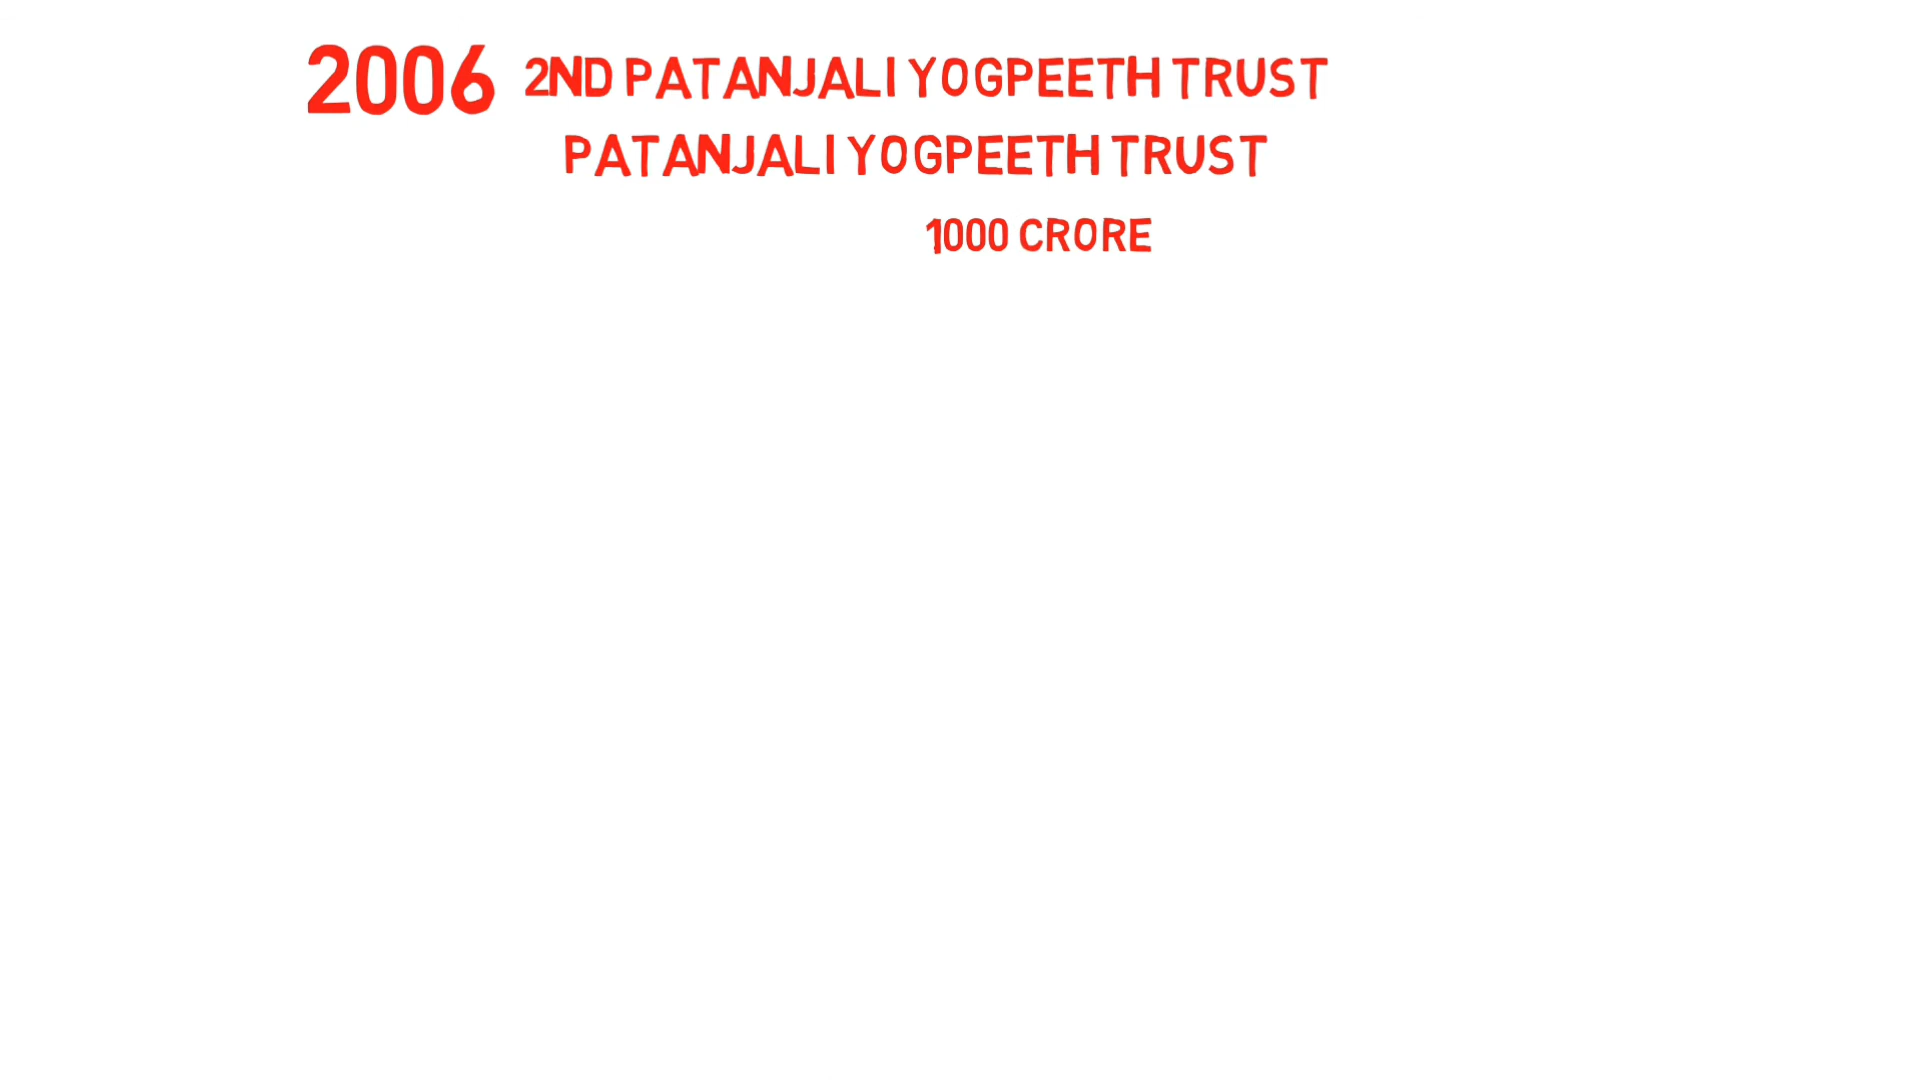 2006 2ND PATANJALI YOGPEETH TRUST
PATANJALI YOGPEETH TRUST
1000 CRORE